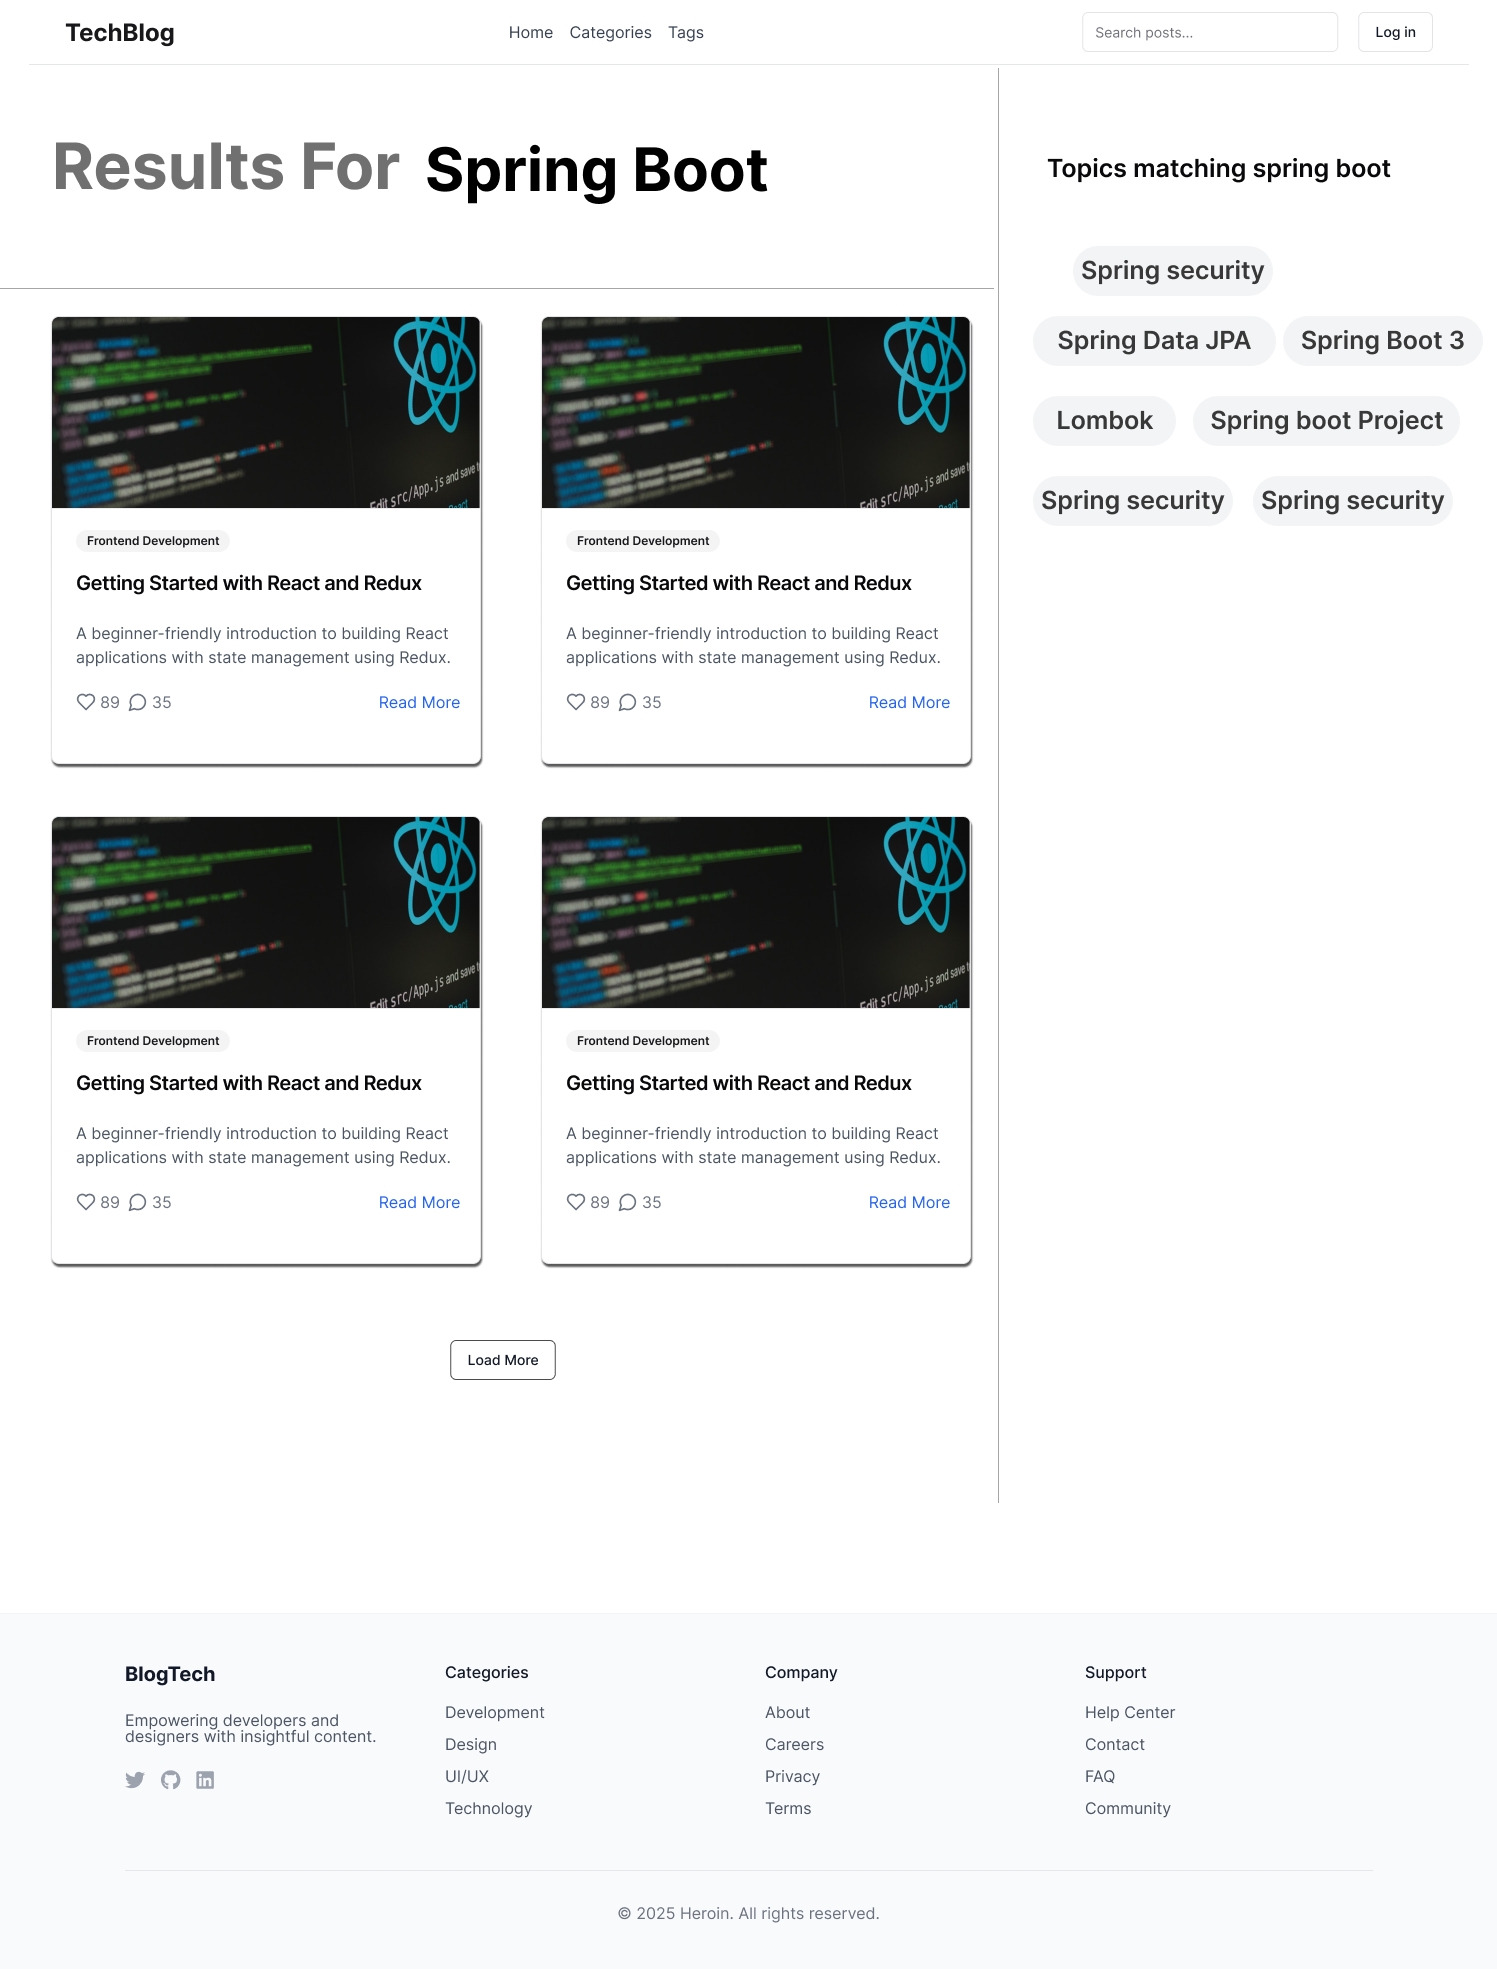 TechBlog
Home Categories Tags
Search posts...
Log in
Results For Spring Boot
Topics matching spring boot
Spring security
Spring Data JPA Spring Boot 3
Lombok Spring boot Project
Spring security Spring security
Edit src/App.js and save
React
Frontend Development
Getting Started with React and Redux
A beginner-friendly introduction to building React
applications with state management using Redux.
89 35 Read More
Edit src/App.js and save
React
Frontend Development
Getting Started with React and Redux
A beginner-friendly introduction to building React
applications with state management using Redux.
89 35 Read More
Edit src/App.js and save
React
Frontend Development
Getting Started with React and Redux
A beginner-friendly introduction to building React
applications with state management using Redux.
89 35 Read More
Edit src/App.js and save
React
Frontend Development
Getting Started with React and Redux
A beginner-friendly introduction to building React
applications with state management using Redux.
89 35 Read More
Load More
BlogTech
Empowering developers and
designers with insightful content.
Categories
Development
Design
UI/UX
Technology
Company
About
Careers
Privacy
Terms
Support
Help Center
Contact
FAQ
Community
© 2025 Heroin. All rights reserved.